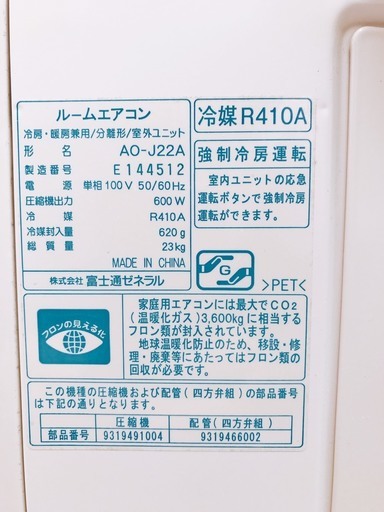 ルームエアコン
冷房・暖房兼用/分離形/室外ユニット
形名 AO-J22A
製造番号 E144512
電源 単相100V 50/60Hz
圧縮機出力 600W
冷媒 R410A
冷媒封入量 620g
総質量 23kg
MADE IN CHINA
株式会社 富士通ゼネラル
冷媒R410A
強制冷房運転
室内ユニットの応急
運転ボタンで強制冷房
運転ができます。
G
>PET<
フロンの見える化
家庭用エアコンには最大でCO2
(温暖化ガス)3,600kgに相当する
フロン類が封入されています。
地球温暖化防止のため、移設・修
理・廃棄等にあたってはフロン類の
回収が必要です。
この機種の圧縮機および配管(四方弁組)の部品番号
は下記の通りとなります。
圧縮機 配管(四方弁組)
部品番号 9319491004 9319466002